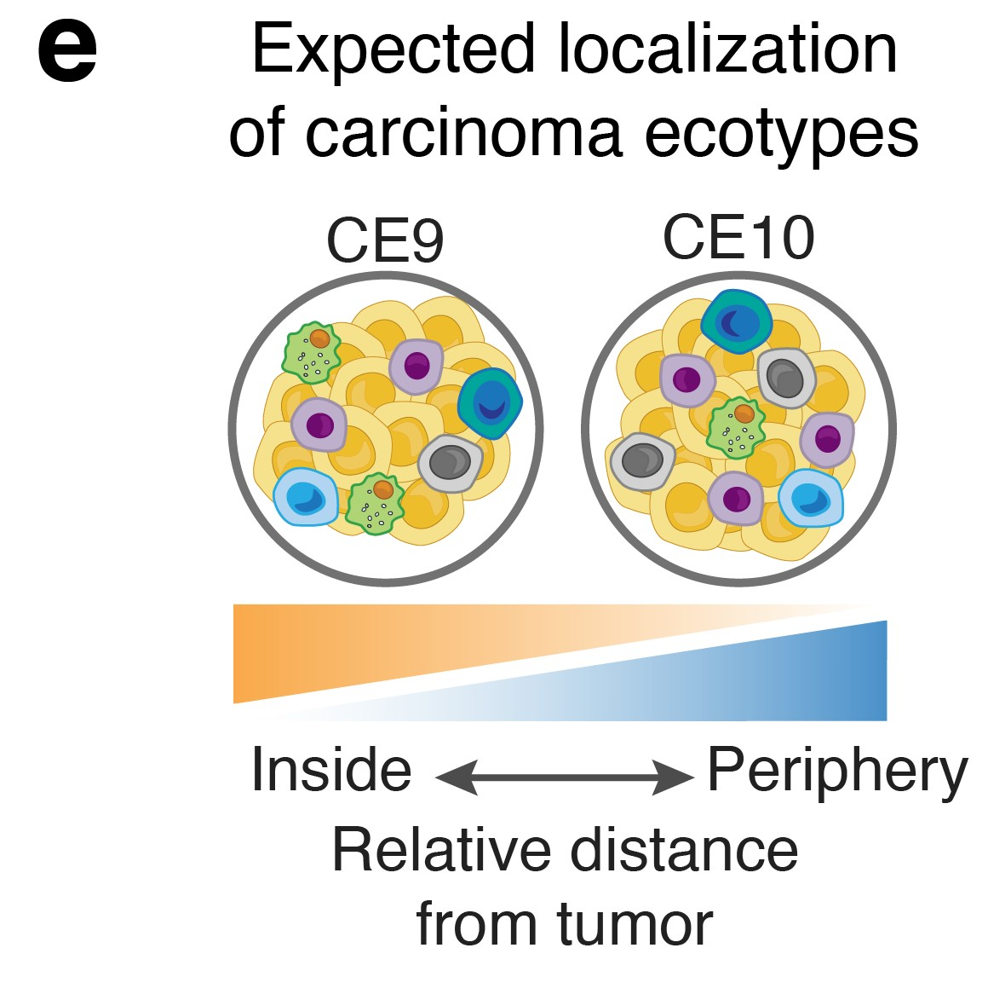 e
Expected localization
of carcinoma ecotypes
CE9
CE10
Inside
Periphery
Relative distance
from tumor